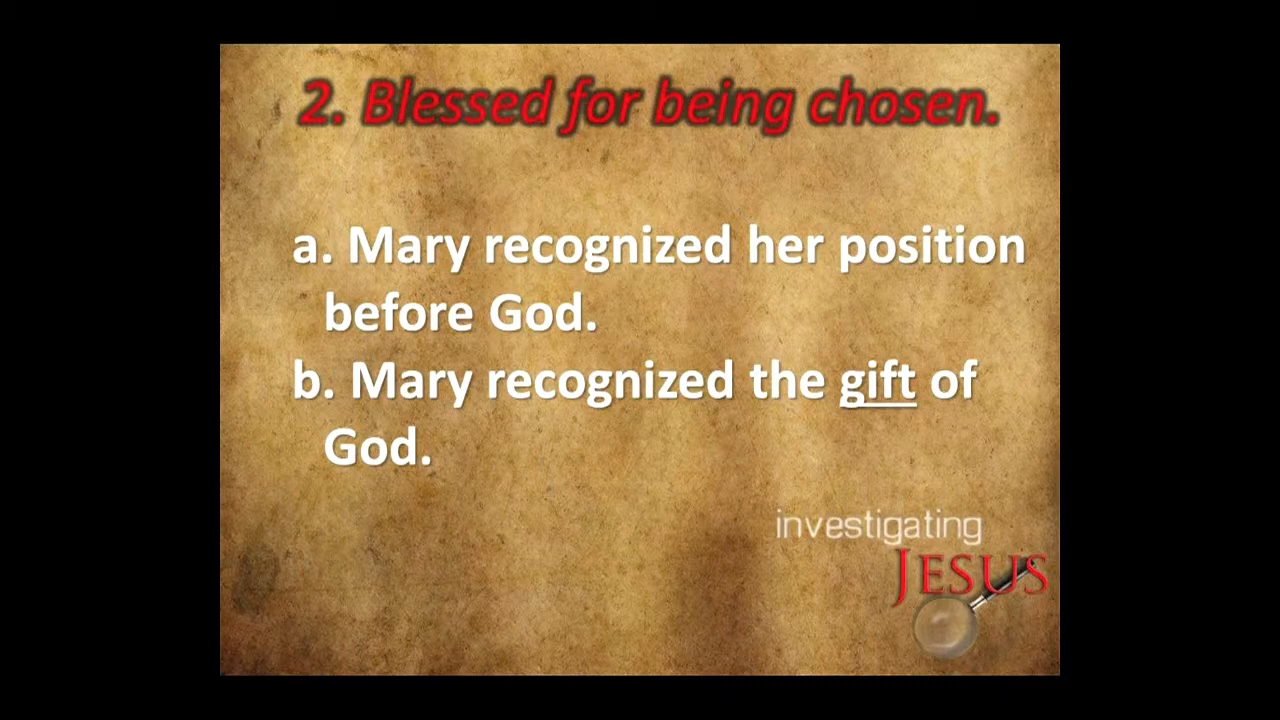 2. Blessed for being chosen.
a. Mary recognized her position
before God.
b. Mary recognized the gift of
God.
investigating
JESUS